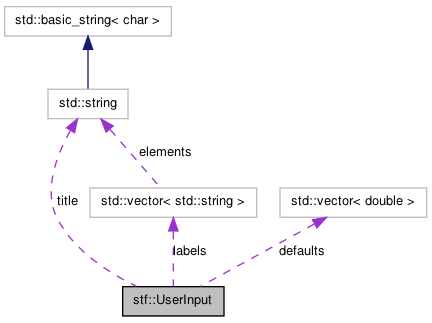 std::basic_string< char >
std::string
elements
title
std::vector< std::string >
std::vector< double >
labels
defaults
stf::UserInput